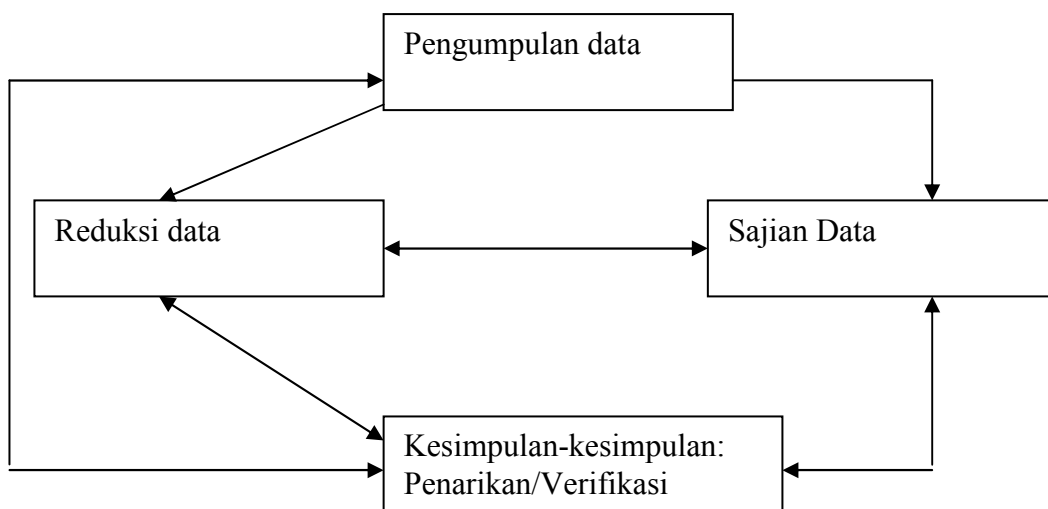 Pengumpulan data
Reduksi data
Sajian Data
Kesimpulan-kesimpulan:
Penarikan/Verifikasi